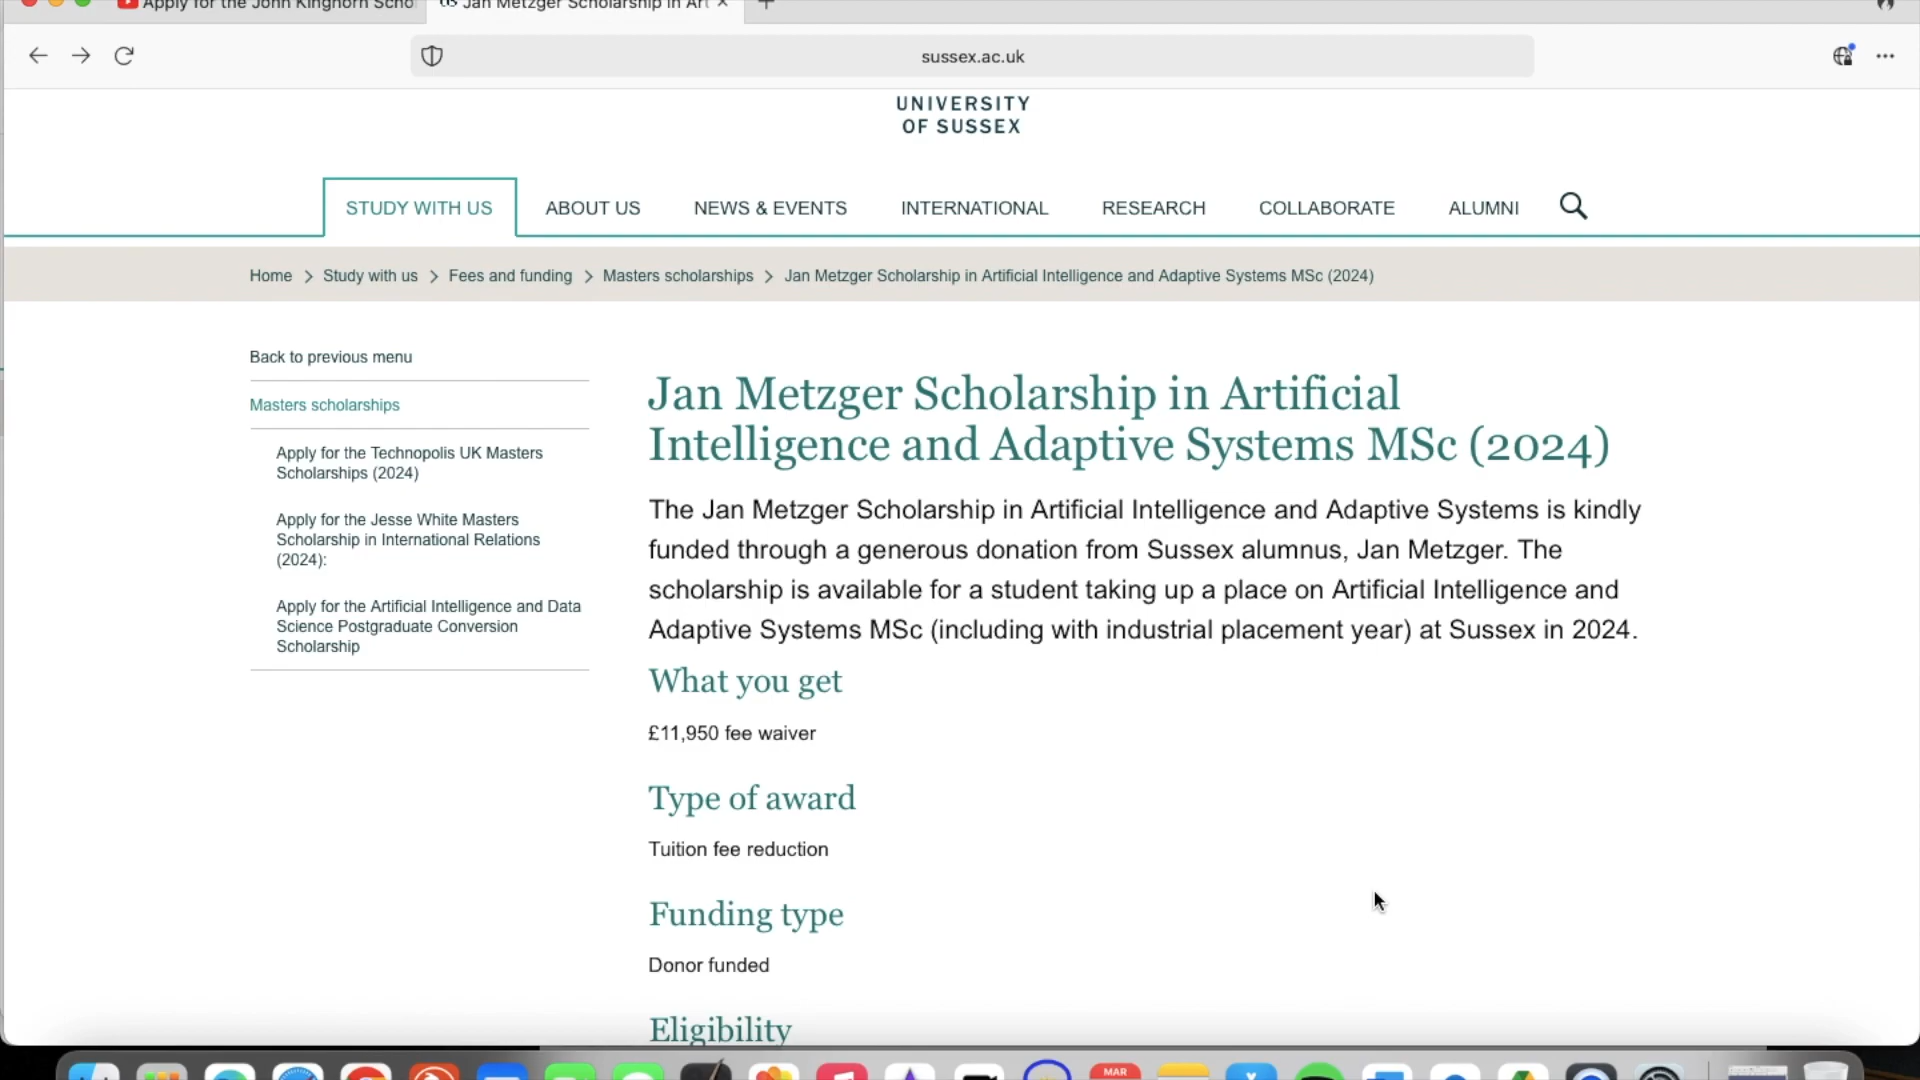 Apply for the John Kinghorn Scho
us Jan Metzger Scholarship in Art
sussex.ac.uk
UNIVERSITY
OF SUSSEX
STUDY WITH US ABOUT US NEWS & EVENTS INTERNATIONAL RESEARCH COLLABORATE ALUMNI
Home > Study with us > Fees and funding > Masters scholarships > Jan Metzger Scholarship in Artificial Intelligence and Adaptive Systems MSc (2024)
Back to previous menu
Masters scholarships
Apply for the Technopolis UK Masters
Scholarships (2024)
Apply for the Jesse White Masters
Scholarship in International Relations
(2024):
Apply for the Artificial Intelligence and Data
Science Postgraduate Conversion
Scholarship
Jan Metzger Scholarship in Artificial
Intelligence and Adaptive Systems MSc (2024)
The Jan Metzger Scholarship in Artificial Intelligence and Adaptive Systems is kindly
funded through a generous donation from Sussex alumnus, Jan Metzger. The
scholarship is available for a student taking up a place on Artificial Intelligence and
Adaptive Systems MSc (including with industrial placement year) at Sussex in 2024.
What you get
£11,950 fee waiver
Type of award
Tuition fee reduction
Funding type
Donor funded
Eligibility
MAR